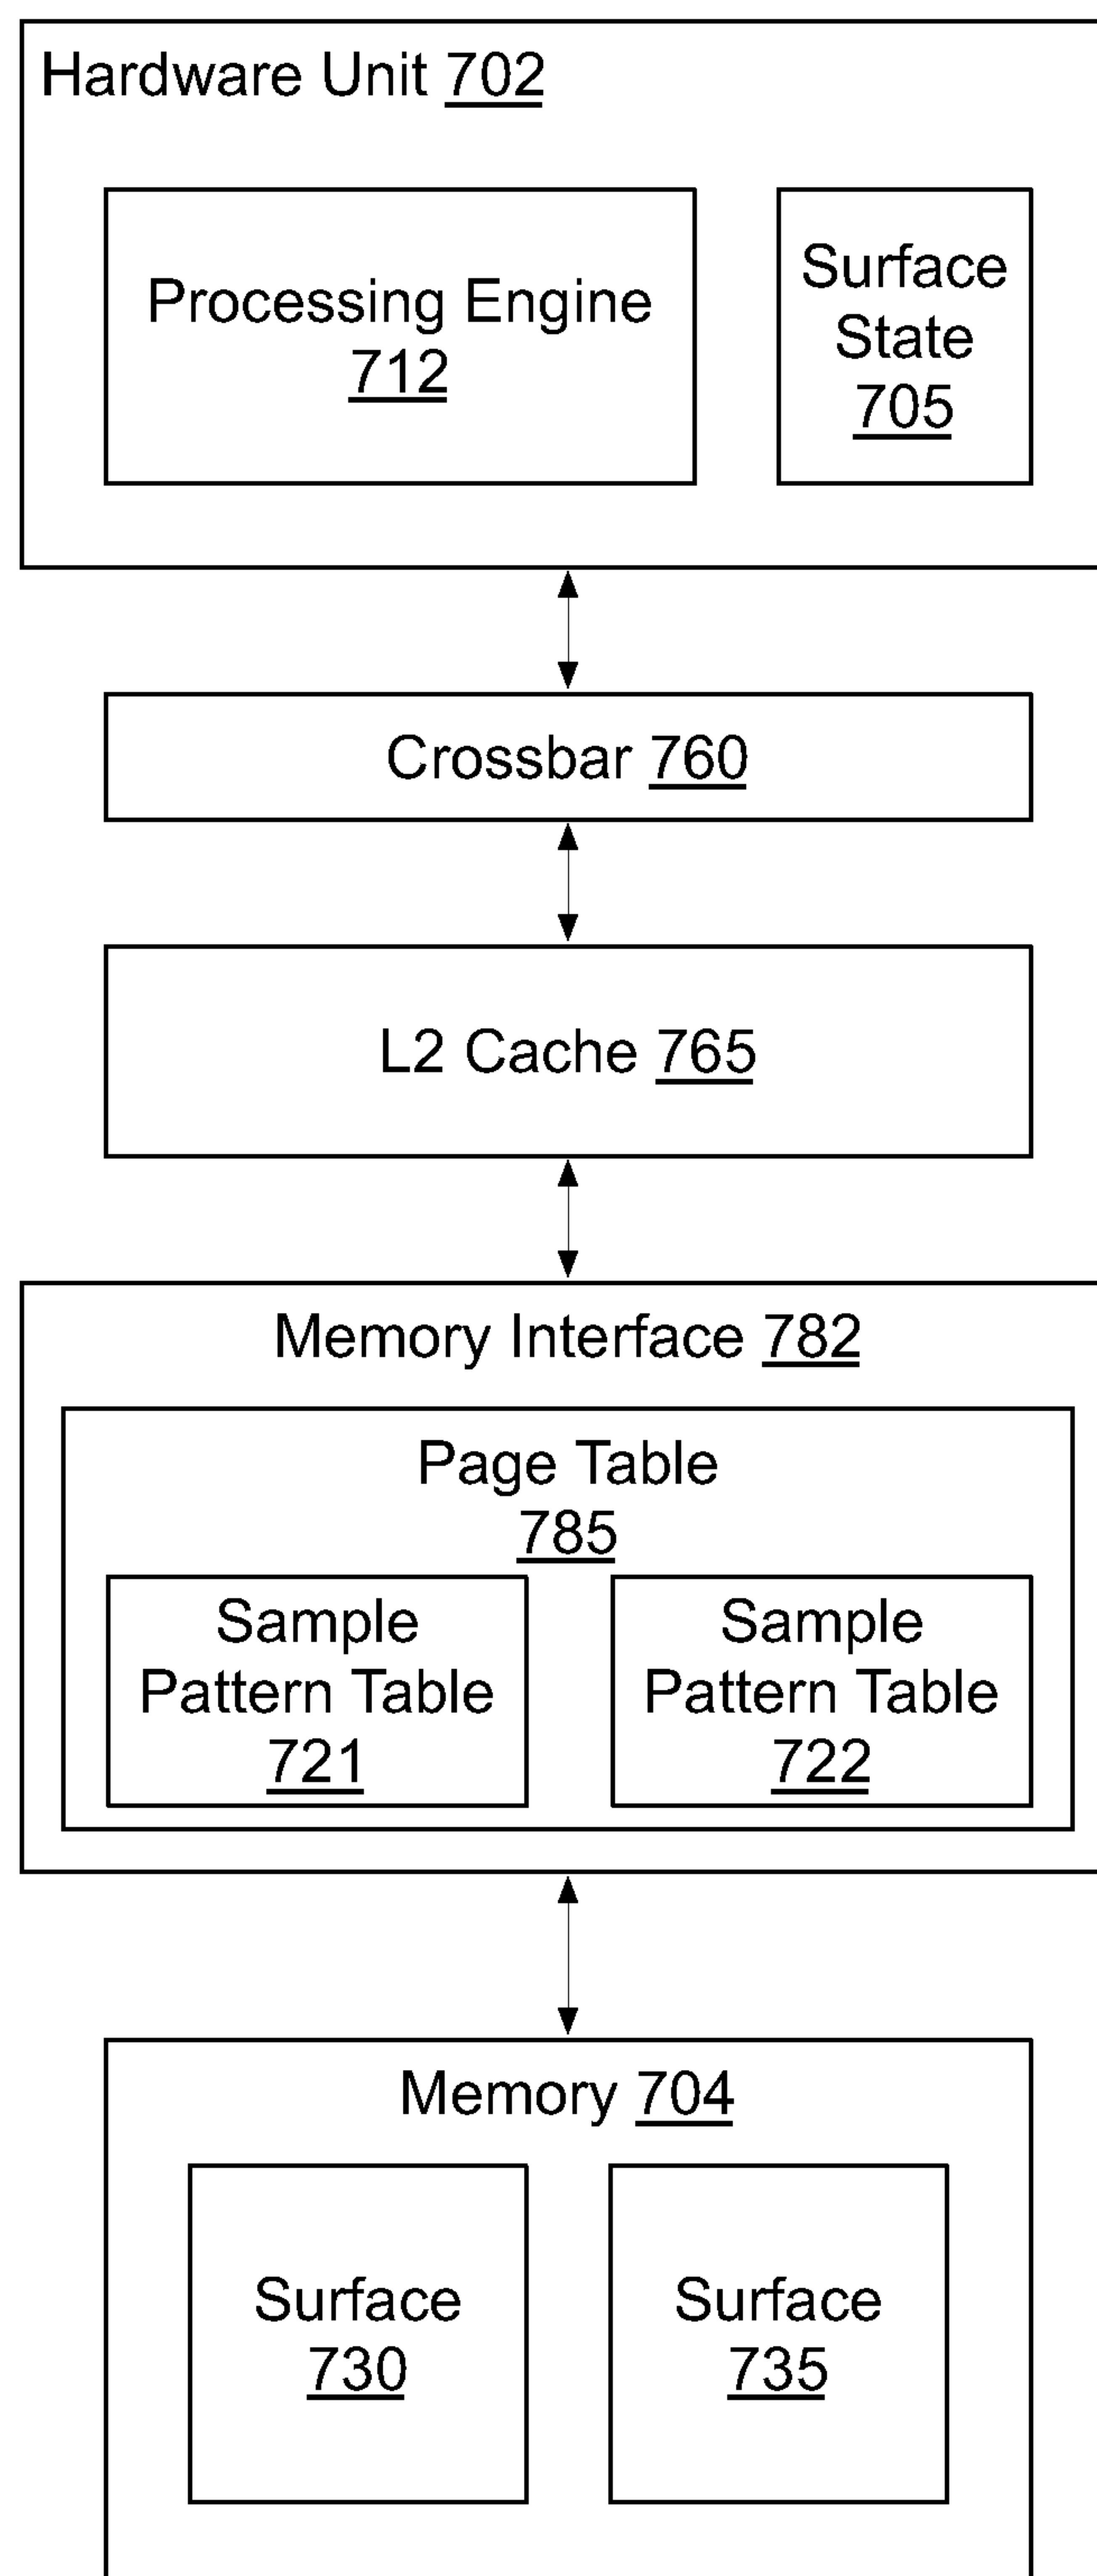 Hardware Unit 702
Processing Engine
712
Surface
State
705
Crossbar 760
L2 Cache 765
Memory Interface 782
Page Table
785
Sample
Pattern Table
721
Sample
Pattern Table
722
Memory 704
Surface
730
Surface
735